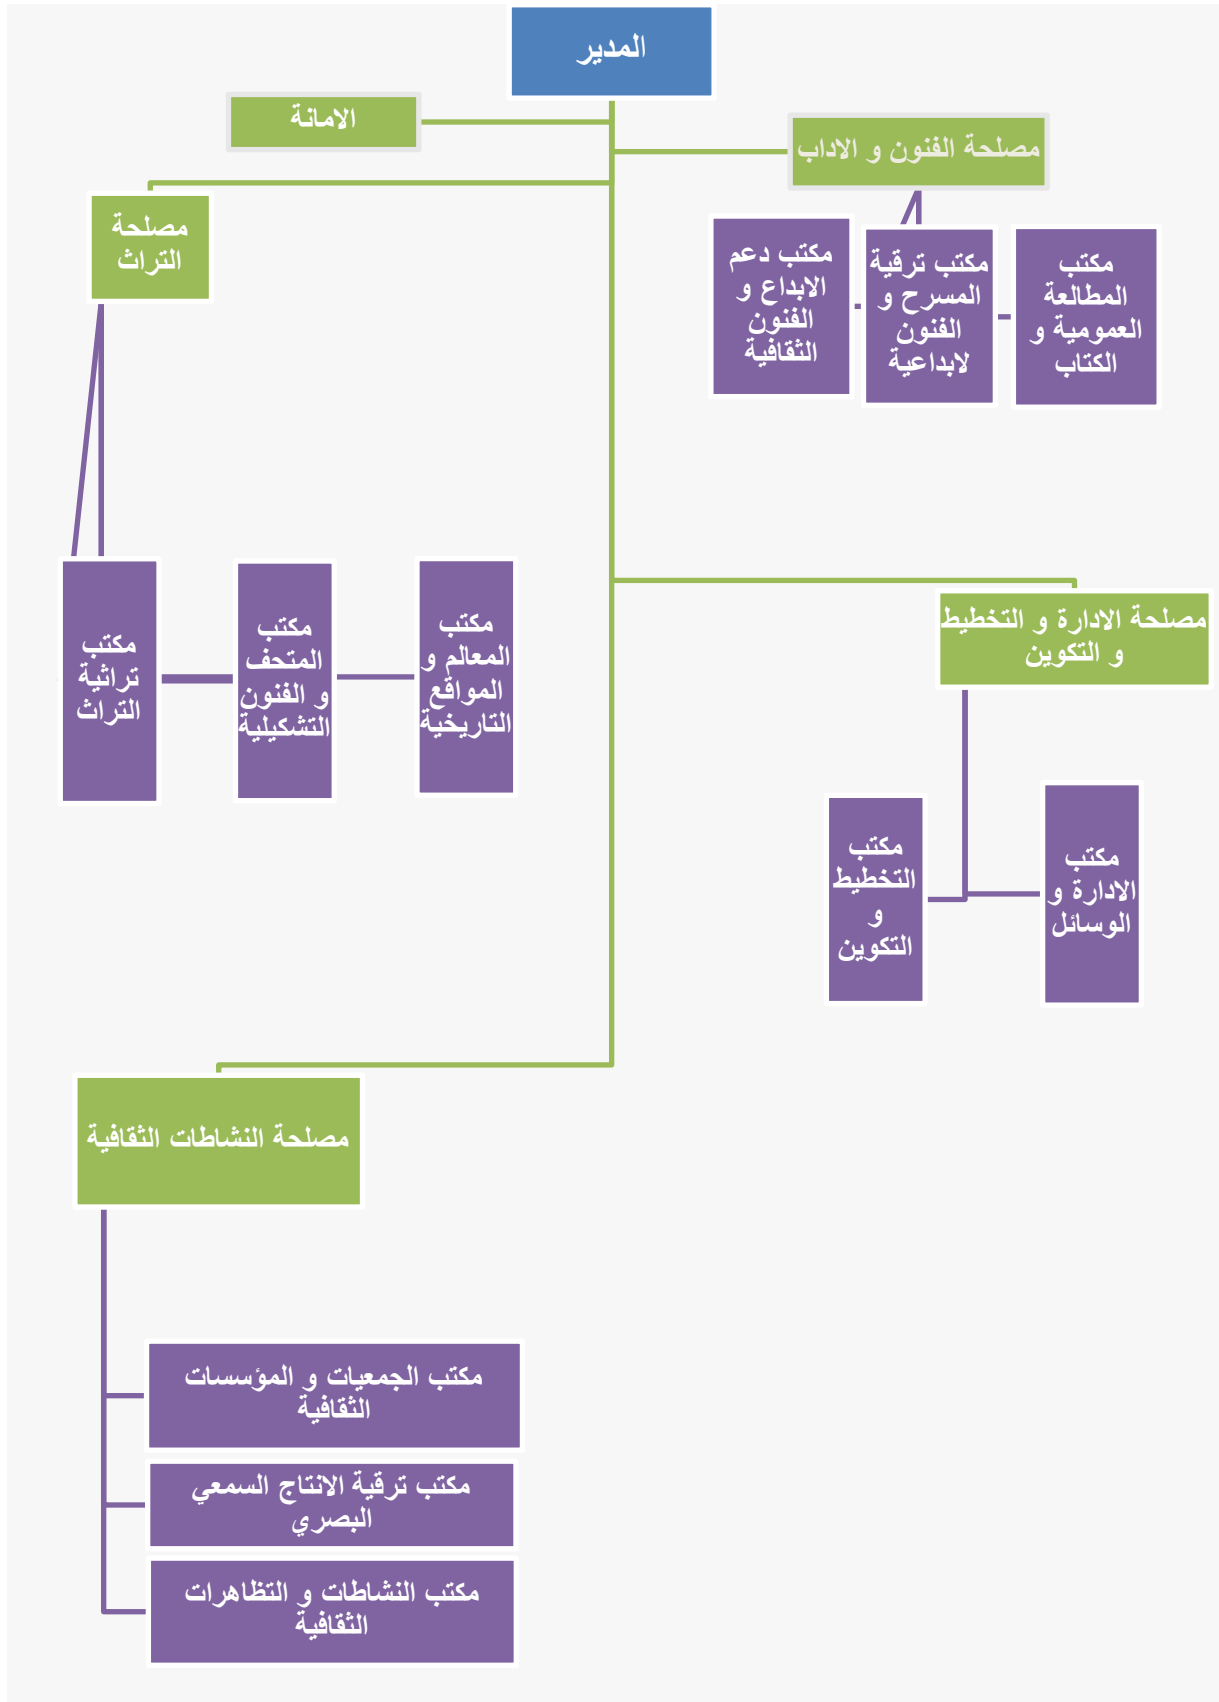 المدير
الامانة
مصلحة الفنون و الاداب
مصلحة
التراث
مكتب دعم
الابداع و
الفنون
الثقافية
مكتب ترقية
المسرح و
الفنون
لابداعية
مكتب
المطالعة
العمومية و
الكتاب
مكتب
تراثية
التراث
مكتب
المتحف
و الفنون
التشكيلية
مكتب
المعالم و
المواقع
التاريخية
مصلحة الادارة و التخطيط
و التكوين
مكتب
التخطيط
و
التكوين
مكتب
الادارة و
الوسائل
مصلحة النشاطات الثقافية
مكتب الجمعيات و المؤسسات
الثقافية
مكتب ترقية الانتاج السمعي
البصري
مكتب النشاطات و التظاهرات
الثقافية